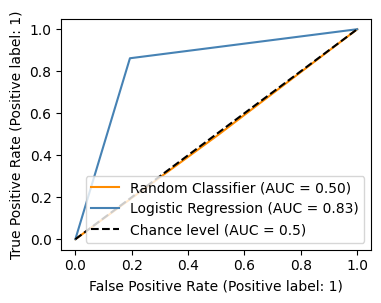 True Positive Rate (Positive label: 1)
1.0
0.8
0.6
0.4
0.2
0.0
Random Classifier (AUC = 0.50)
Logistic Regression (AUC = 0.83)
Chance level (AUC = 0.5)
0.0 0.2 0.4 0.6 0.8 1.0
False Positive Rate (Positive label: 1)